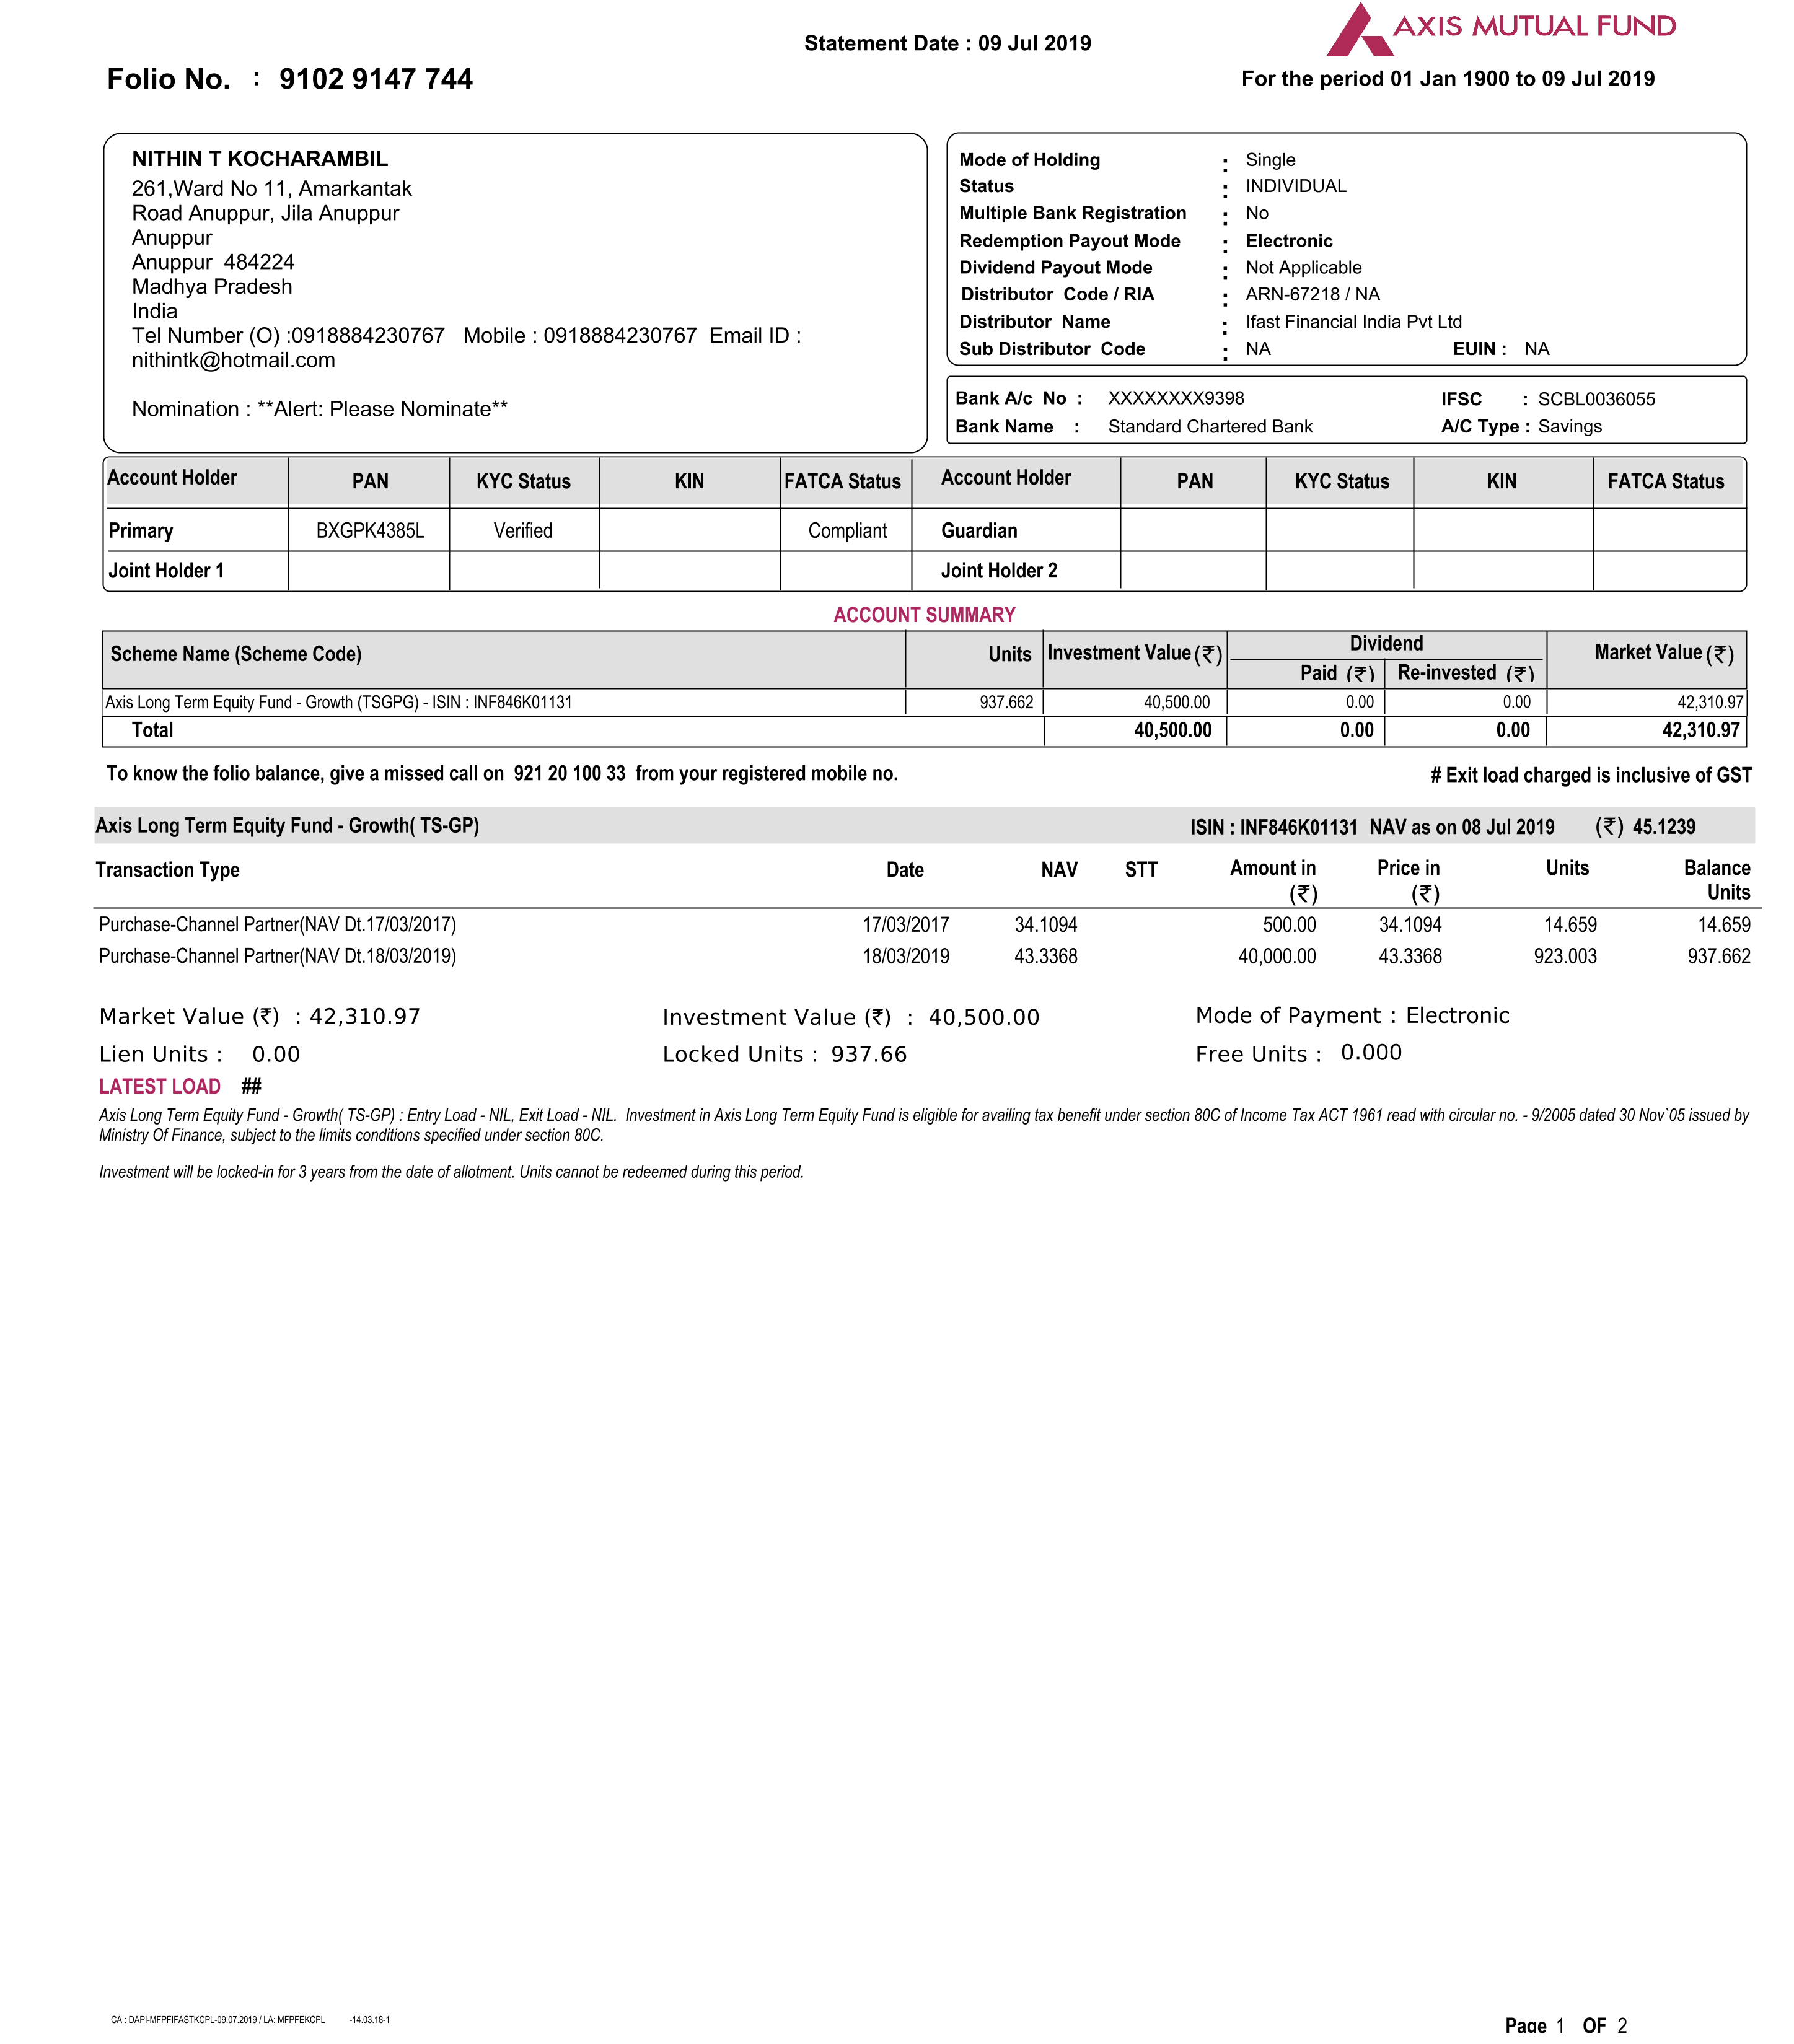 AXIS MUTUAL FUND
Statement Date : 09 Jul 2019
Folio No. : 9102 9147 744
For the period 01 Jan 1900 to 09 Jul 2019
NITHIN T KOCHARAMBIL
261,Ward No 11, Amarkantak
Road Anuppur, Jila Anuppur
Anuppur
Anuppur 484224
Madhya Pradesh
India
Tel Number (O) :0918884230767 Mobile : 0918884230767 Email ID :
nithintk@hotmail.com
Nomination : **Alert: Please Nominate**
Mode of Holding : Single
Status : INDIVIDUAL
Multiple Bank Registration : No
Redemption Payout Mode : Electronic
Dividend Payout Mode : Not Applicable
Distributor Code / RIA : ARN-67218 / NA
Distributor Name : Ifast Financial India Pvt Ltd
Sub Distributor Code : NA EUIN : NA
Bank A/c No : XXXXXXXX9398 IFSC : SCBL0036055
Bank Name : Standard Chartered Bank A/C Type : Savings
Account Holder PAN KYC Status KIN FATCA Status Account Holder PAN KYC Status KIN FATCA Status
Primary BXGPK4385L Verified Compliant Guardian
Joint Holder 1 Joint Holder 2
ACCOUNT SUMMARY
Scheme Name (Scheme Code) Units Investment Value (₹) Dividend Market Value (₹)
Paid (₹) Re-invested (₹)
Axis Long Term Equity Fund - Growth (TSGPG) - ISIN : INF846K01131 937.662 40,500.00 0.00 0.00 42,310.97
Total 40,500.00 0.00 0.00 42,310.97
To know the folio balance, give a missed call on 921 20 100 33 from your registered mobile no. # Exit load charged is inclusive of GST
Axis Long Term Equity Fund - Growth( TS-GP) ISIN : INF846K01131 NAV as on 08 Jul 2019 (₹) 45.1239
Transaction Type Date NAV STT Amount in Price in Units Balance
(₹) (₹) Units
Purchase-Channel Partner(NAV Dt.17/03/2017) 17/03/2017 34.1094 500.00 34.1094 14.659 14.659
Purchase-Channel Partner(NAV Dt.18/03/2019) 18/03/2019 43.3368 40,000.00 43.3368 923.003 937.662
Market Value (₹) : 42,310.97 Investment Value (₹) : 40,500.00 Mode of Payment : Electronic
Lien Units : 0.00 Locked Units : 937.66 Free Units : 0.000
LATEST LOAD ##
Axis Long Term Equity Fund - Growth( TS-GP) : Entry Load - NIL, Exit Load - NIL. Investment in Axis Long Term Equity Fund is eligible for availing tax benefit under section 80C of Income Tax ACT 1961 read with circular no. - 9/2005 dated 30 Nov`05 issued by
Ministry Of Finance, subject to the limits conditions specified under section 80C.
Investment will be locked-in for 3 years from the date of allotment. Units cannot be redeemed during this period.
CA : DAPI-MFPFIFASTKCPL-09.07.2019 / LA: MFPFEKCPL -14.03.18-1
Page 1 OF 2